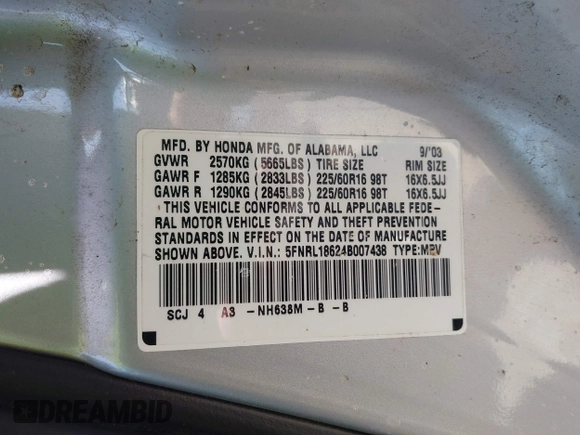 MFD. BY HONDA MFG. OF ALABAMA, LLC 9/'03
GVWR 2570KG (5665LBS) TIRE SIZE RIM SIZE
GAWR F 1285KG (2833LBS) 225/60R16 98T 16X6.5JJ
GAWR R 1290KG (2845LBS) 225/60R16 98T 16X6.5JJ
*THIS VEHICLE CONFORMS TO ALL APPLICABLE FEDE-
RAL MOTOR VEHICLE SAFETY AND THEFT PREVENTION
STANDARDS IN EFFECT ON THE DATE OF MANUFACTURE
SHOWN ABOVE. V.I.N.: 5FNRL18624B007438 TYPE:MPV
SCJ 4 A3 -NH638M-B -B
DREAMBID